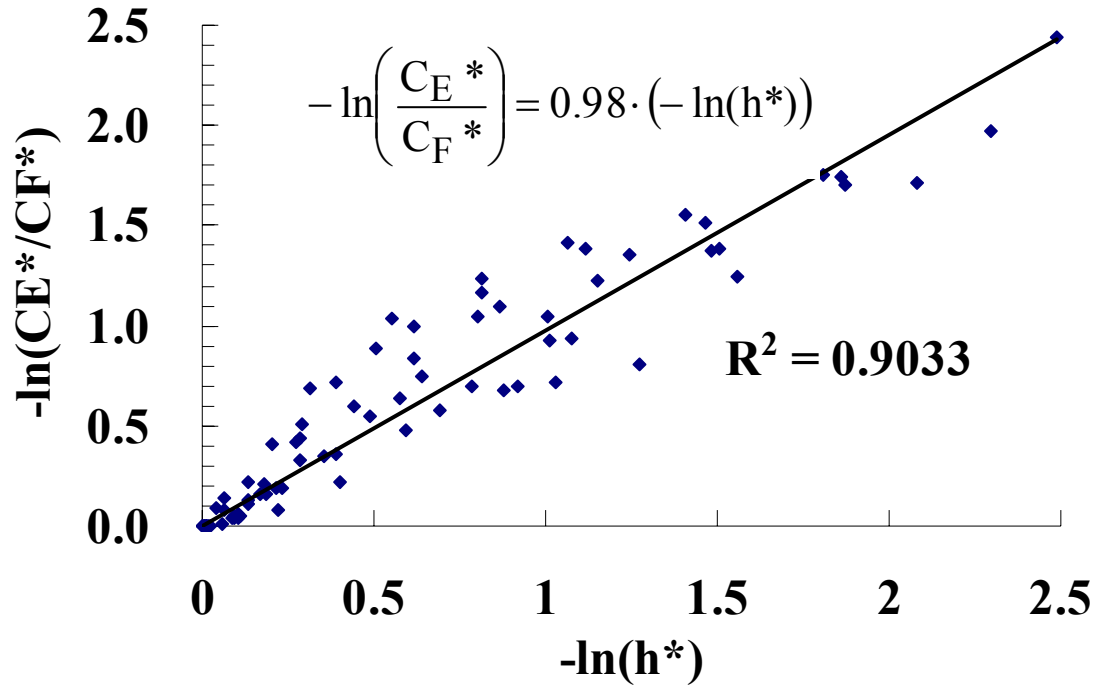 2.5
2.0
1.5
1.0
0.5
0.0
-ln(CE*/CF*)
− ln(C_E * / C_F *) = 0.98 · (− ln(h*))
R² = 0.9033
0 0.5 1 1.5 2 2.5
-ln(h*)